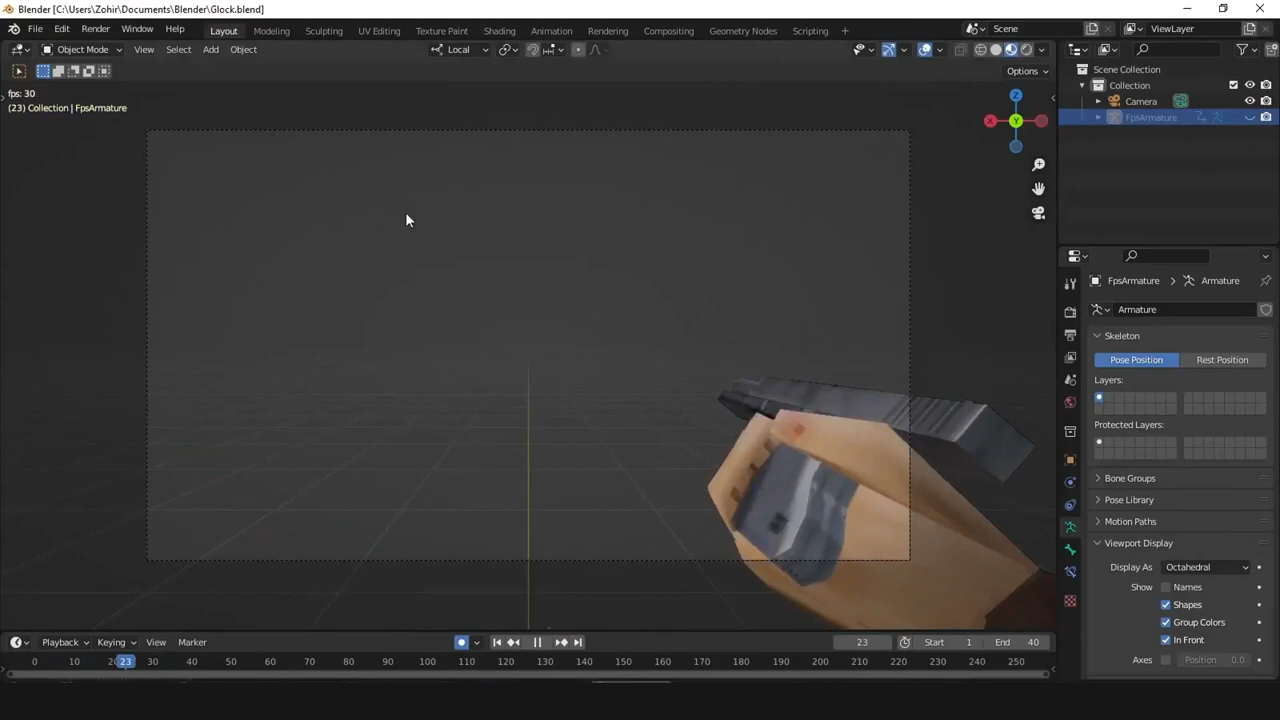 Blender [C:\Users\Zohir\Documents\Blender\Glock.blend]
File Edit Render Window Help
Layout Modeling Sculpting UV Editing Texture Paint Shading Animation Rendering Compositing Geometry Nodes Scripting +
Scene ViewLayer
Object Mode View Select Add Object Local
Options
fps: 30
(23) Collection | FpsArmature
Z
X Y
Scene Collection
Collection
Camera
FpsArmature
FpsArmature > Armature
Armature
Skeleton
Pose Position Rest Position
Layers:
Protected Layers:
Bone Groups
Pose Library
Motion Paths
Viewport Display
Display As Octahedral
Show Names
Shapes
Group Colors
In Front
Axes Position 0.0
Playback Keying View Marker 23 Start 1 End 40
0 10 23 30 40 50 60 70 80 90 100 110 120 130 140 150 160 170 180 190 200 210 220 230 240 250